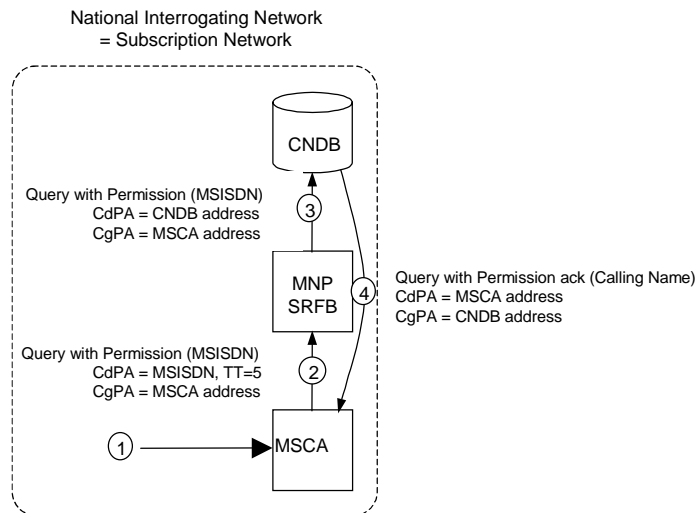 National Interrogating Network
= Subscription Network
CNDB
Query with Permission (MSISDN)
CdPA = CNDB address
CgPA = MSCA address
3
MNP
SRFB
4
Query with Permission ack (Calling Name)
CdPA = MSCA address
CgPA = CNDB address
Query with Permission (MSISDN)
CdPA = MSISDN, TT=5
CgPA = MSCA address
2
1
MSCA